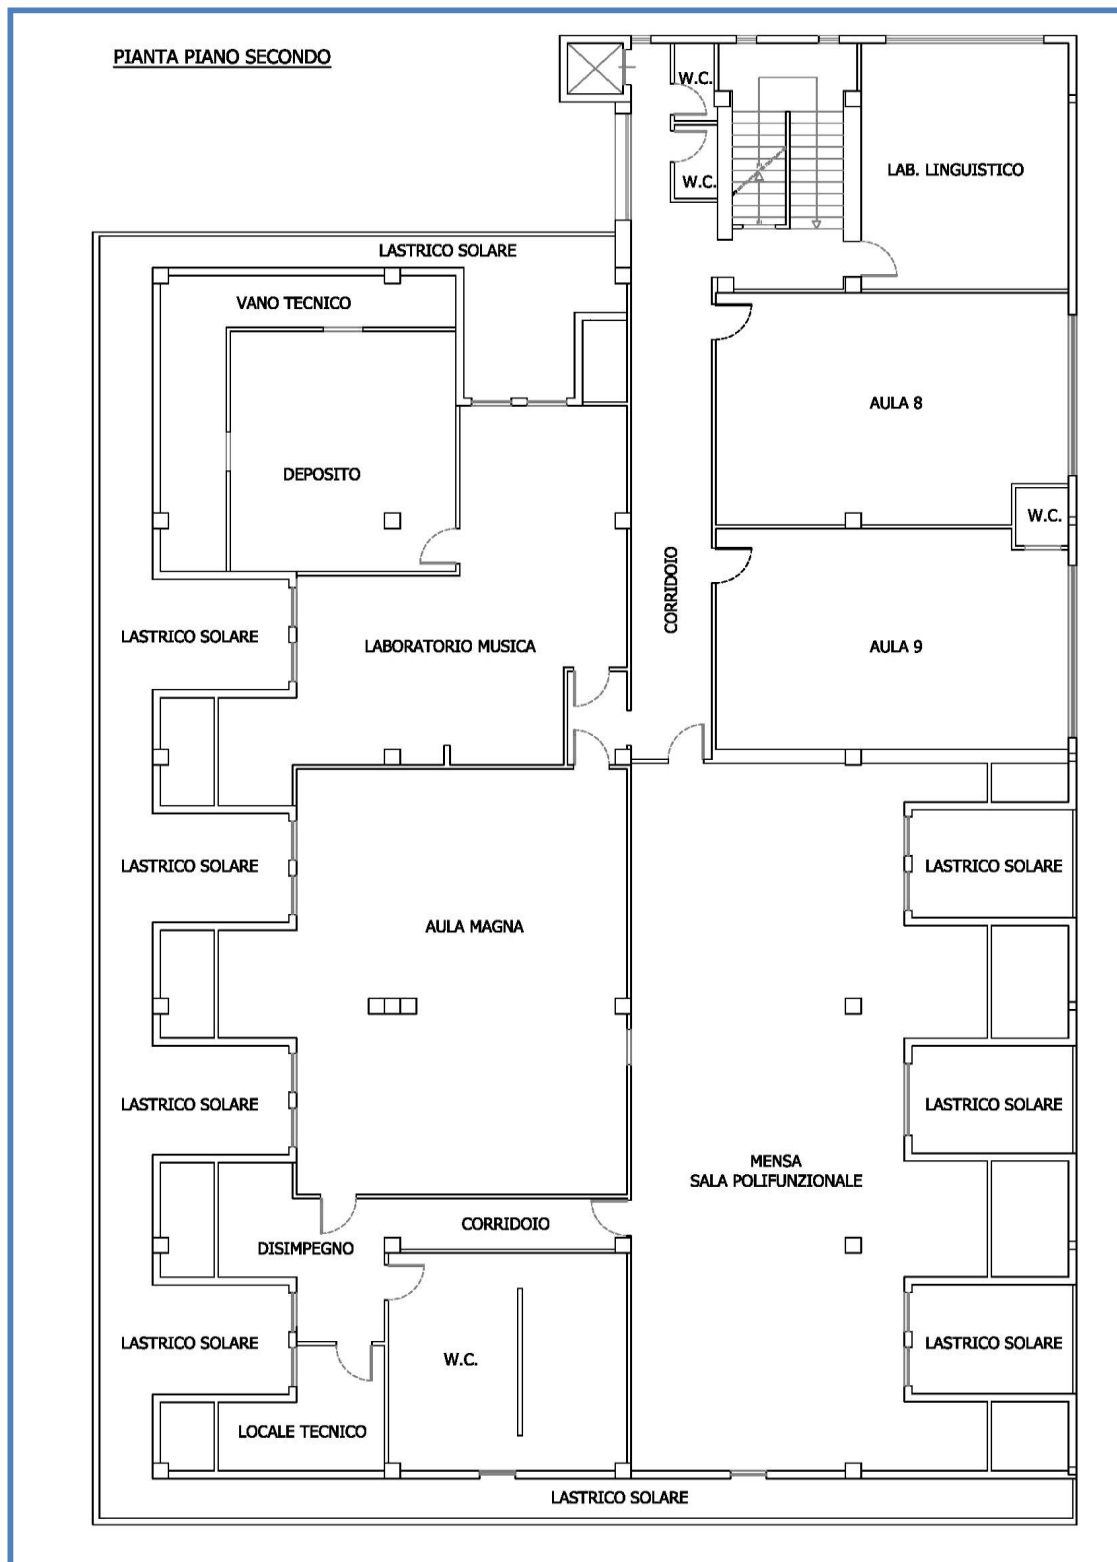 PIANTA PIANO SECONDO
W.C.
W.C.
LAB. LINGUISTICO
LASTRICO SOLARE
VANO TECNICO
AULA 8
DEPOSITO
W.C.
CORRIDOIO
LASTRICO SOLARE
LABORATORIO MUSICA
AULA 9
LASTRICO SOLARE
LASTRICO SOLARE
AULA MAGNA
LASTRICO SOLARE
LASTRICO SOLARE
MENSA
SALA POLIFUNZIONALE
CORRIDOIO
DISIMPEGNO
LASTRICO SOLARE
W.C.
LASTRICO SOLARE
LOCALE TECNICO
LASTRICO SOLARE